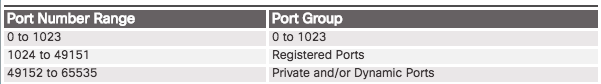 Port Number Range Port Group
0 to 1023 0 to 1023
1024 to 49151 Registered Ports
49152 to 65535 Private and/or Dynamic Ports